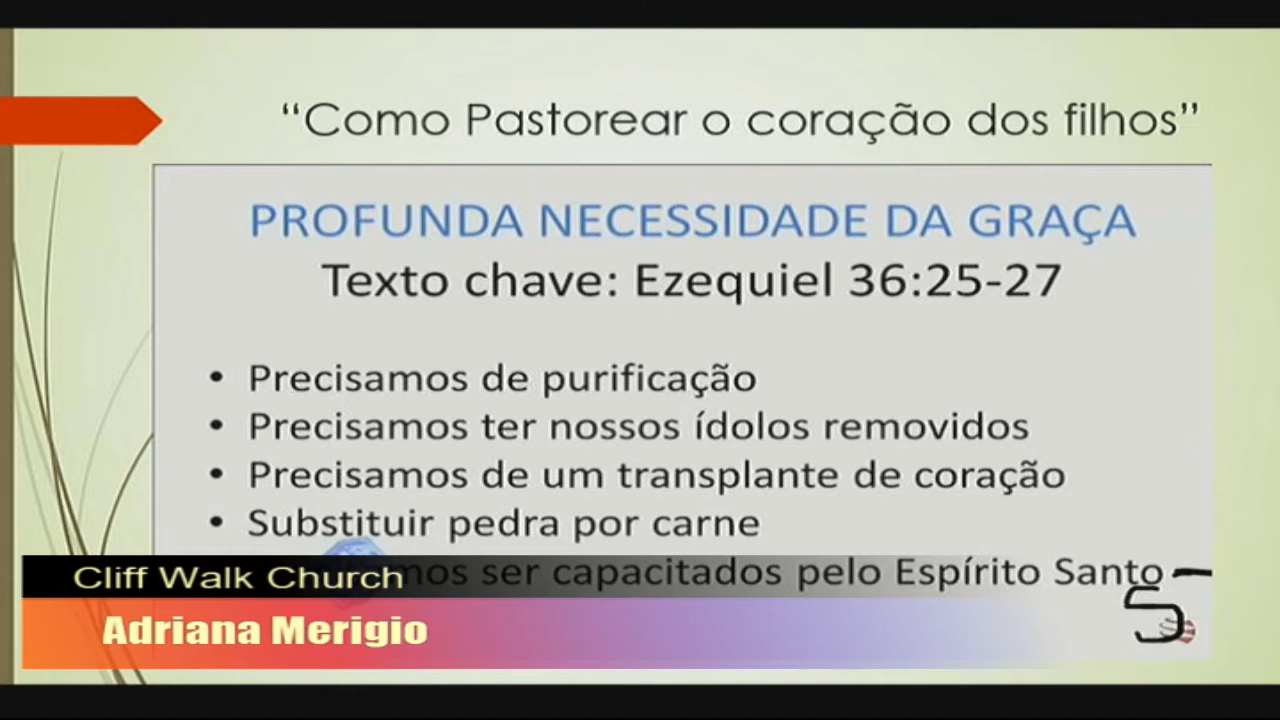 “Como Pastorear o coração dos filhos”
PROFUNDA NECESSIDADE DA GRAÇA
Texto chave: Ezequiel 36:25-27
• Precisamos de purificação
• Precisamos ter nossos ídolos removidos
• Precisamos de um transplante de coração
• Substituir pedra por carne
ser capacitados pelo Espírito Santo
Cliff Walk Church
Adriana Merigio
5